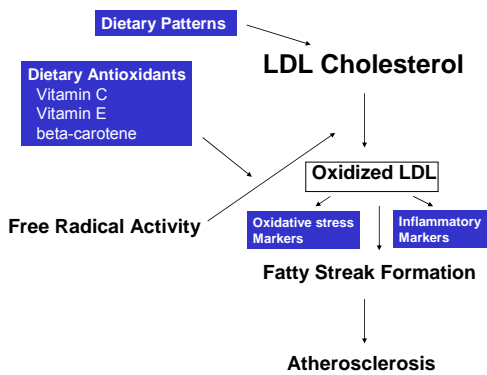 Dietary Patterns
LDL Cholesterol
Dietary Antioxidants
Vitamin C
Vitamin E
beta-carotene
Oxidized LDL
Free Radical Activity
Oxidative stress
Markers
Inflammatory
Markers
Fatty Streak Formation
Atherosclerosis